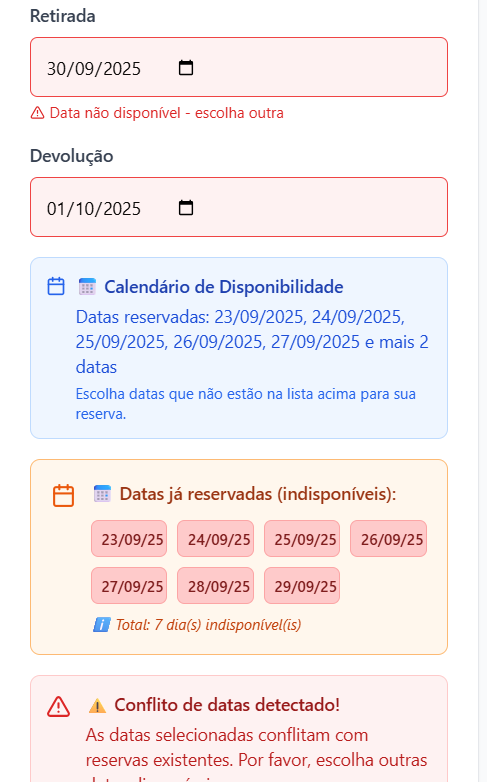 Retirada
30/09/2025
Data não disponível - escolha outra
Devolução
01/10/2025
Calendário de Disponibilidade
Datas reservadas: 23/09/2025, 24/09/2025,
25/09/2025, 26/09/2025, 27/09/2025 e mais 2
datas
Escolha datas que não estão na lista acima para sua
reserva.
Datas já reservadas (indisponíveis):
23/09/25 24/09/25 25/09/25 26/09/25
27/09/25 28/09/25 29/09/25
Total: 7 dia(s) indisponível(is)
Conflito de datas detectado!
As datas selecionadas conflitam com
reservas existentes. Por favor, escolha outras